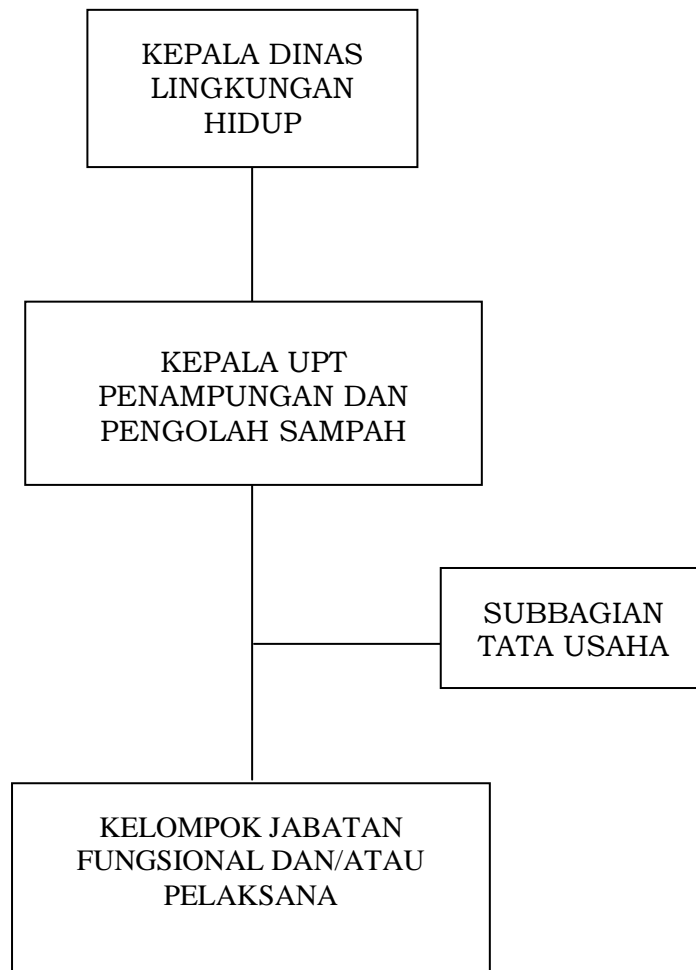 KEPALA DINAS
LINGKUNGAN
HIDUP
KEPALA UPT
PENAMPUNGAN DAN
PENGOLAH SAMPAH
SUBBAGIAN
TATA USAHA
KELOMPOK JABATAN
FUNGSIONAL DAN/ATAU
PELAKSANA